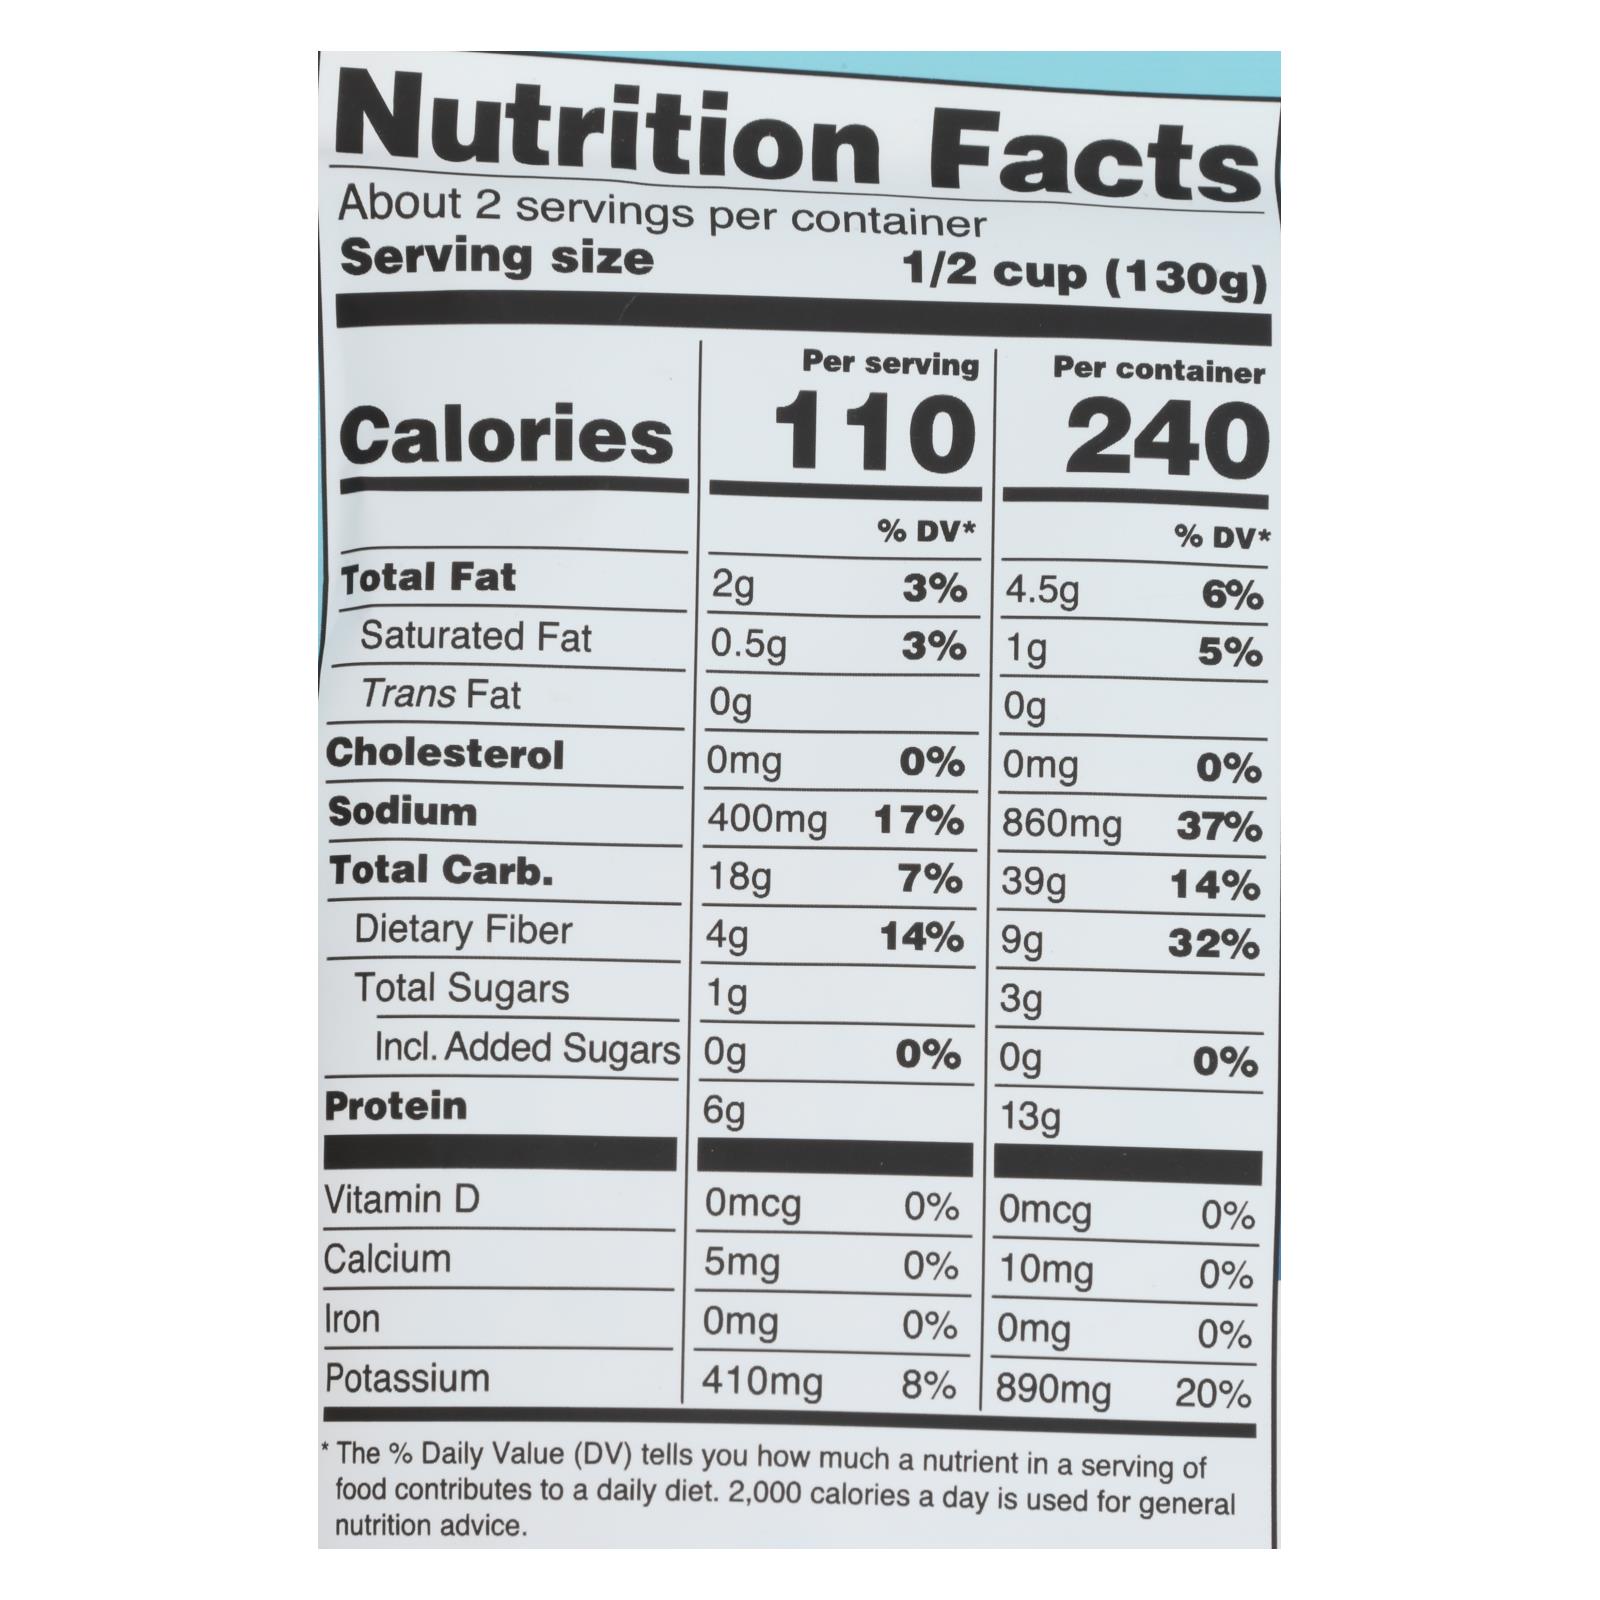 Nutrition Facts
About 2 servings per container
Serving size 1/2 cup (130g)
Per serving Per container
Calories 110 240
% DV* % DV*
Total Fat 2g 3% 4.5g 6%
Saturated Fat 0.5g 3% 1g 5%
Trans Fat 0g 0g
Cholesterol 0mg 0% 0mg 0%
Sodium 400mg 17% 860mg 37%
Total Carb. 18g 7% 39g 14%
Dietary Fiber 4g 14% 9g 32%
Total Sugars 1g 3g
Incl. Added Sugars 0g 0% 0g 0%
Protein 6g 13g
Vitamin D 0mcg 0% 0mcg 0%
Calcium 5mg 0% 10mg 0%
Iron 0mg 0% 0mg 0%
Potassium 410mg 8% 890mg 20%
* The % Daily Value (DV) tells you how much a nutrient in a serving of
food contributes to a daily diet. 2,000 calories a day is used for general
nutrition advice.